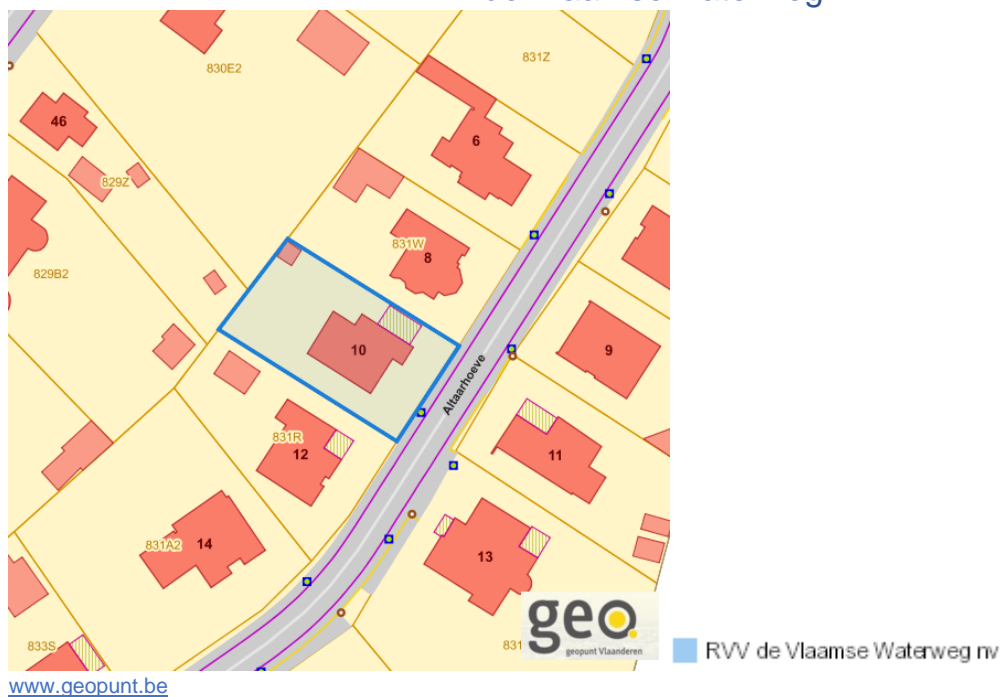 831Z
830E2
46
6
829Z
831W
8
829B2
10
9
Altaarhoeve
831R
12
11
831A2
14
13
833S
831
geo.
geopunt Vlaanderen
RVV de Vlaamse Waterweg nv
www.geopunt.be